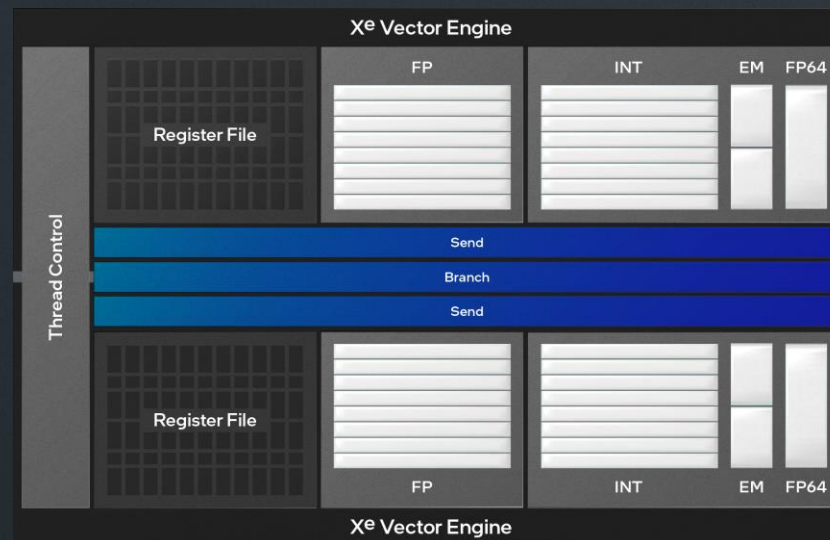 Xe Vector Engine
FP INT EM FP64
Register File
Thread Control
Send
Branch
Send
Register File
FP INT EM FP64
Xe Vector Engine